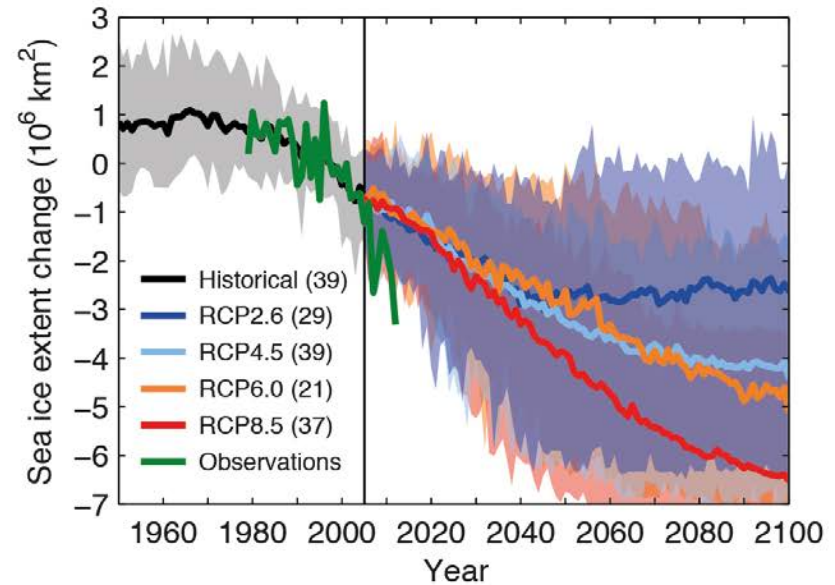 Sea ice extent change (10⁶ km²)
3
2
1
0
−1
−2
−3
−4
−5
−6
−7
Historical (39)
RCP2.6 (29)
RCP4.5 (39)
RCP6.0 (21)
RCP8.5 (37)
Observations
1960 1980 2000 2020 2040 2060 2080 2100
Year